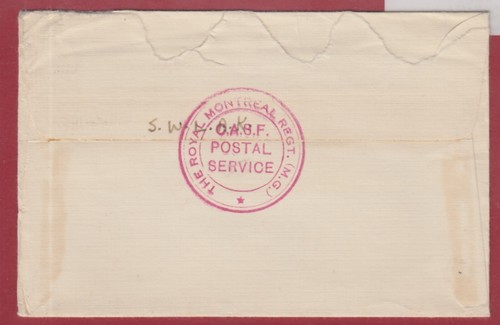 S.W.A.L.K.
THE ROYAL MONTREAL REGT. (M.G.)
C.A.S.F.
POSTAL
SERVICE
★